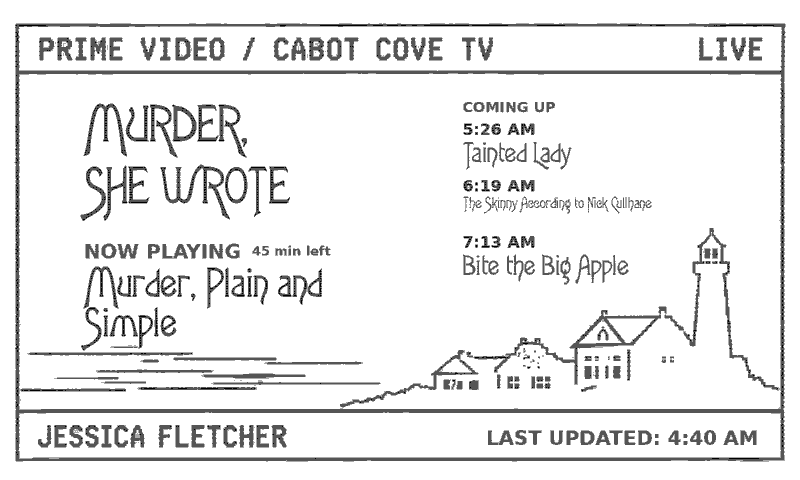 PRIME VIDEO / CABOT COVE TV
LIVE
MURDER,
SHE WROTE
NOW PLAYING 45 min left
Murder, Plain and
Simple
COMING UP
5:26 AM
Tainted Lady
6:19 AM
The Skinny According to Nick Cullhane
7:13 AM
Bite the Big Apple
JESSICA FLETCHER
LAST UPDATED: 4:40 AM